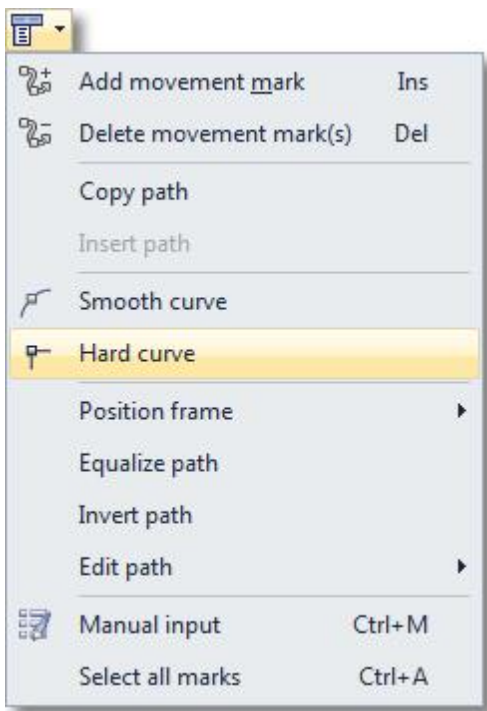 Add movement mark Ins
Delete movement mark(s) Del
Copy path
Insert path
Smooth curve
Hard curve
Position frame
Equalize path
Invert path
Edit path
Manual input Ctrl+M
Select all marks Ctrl+A